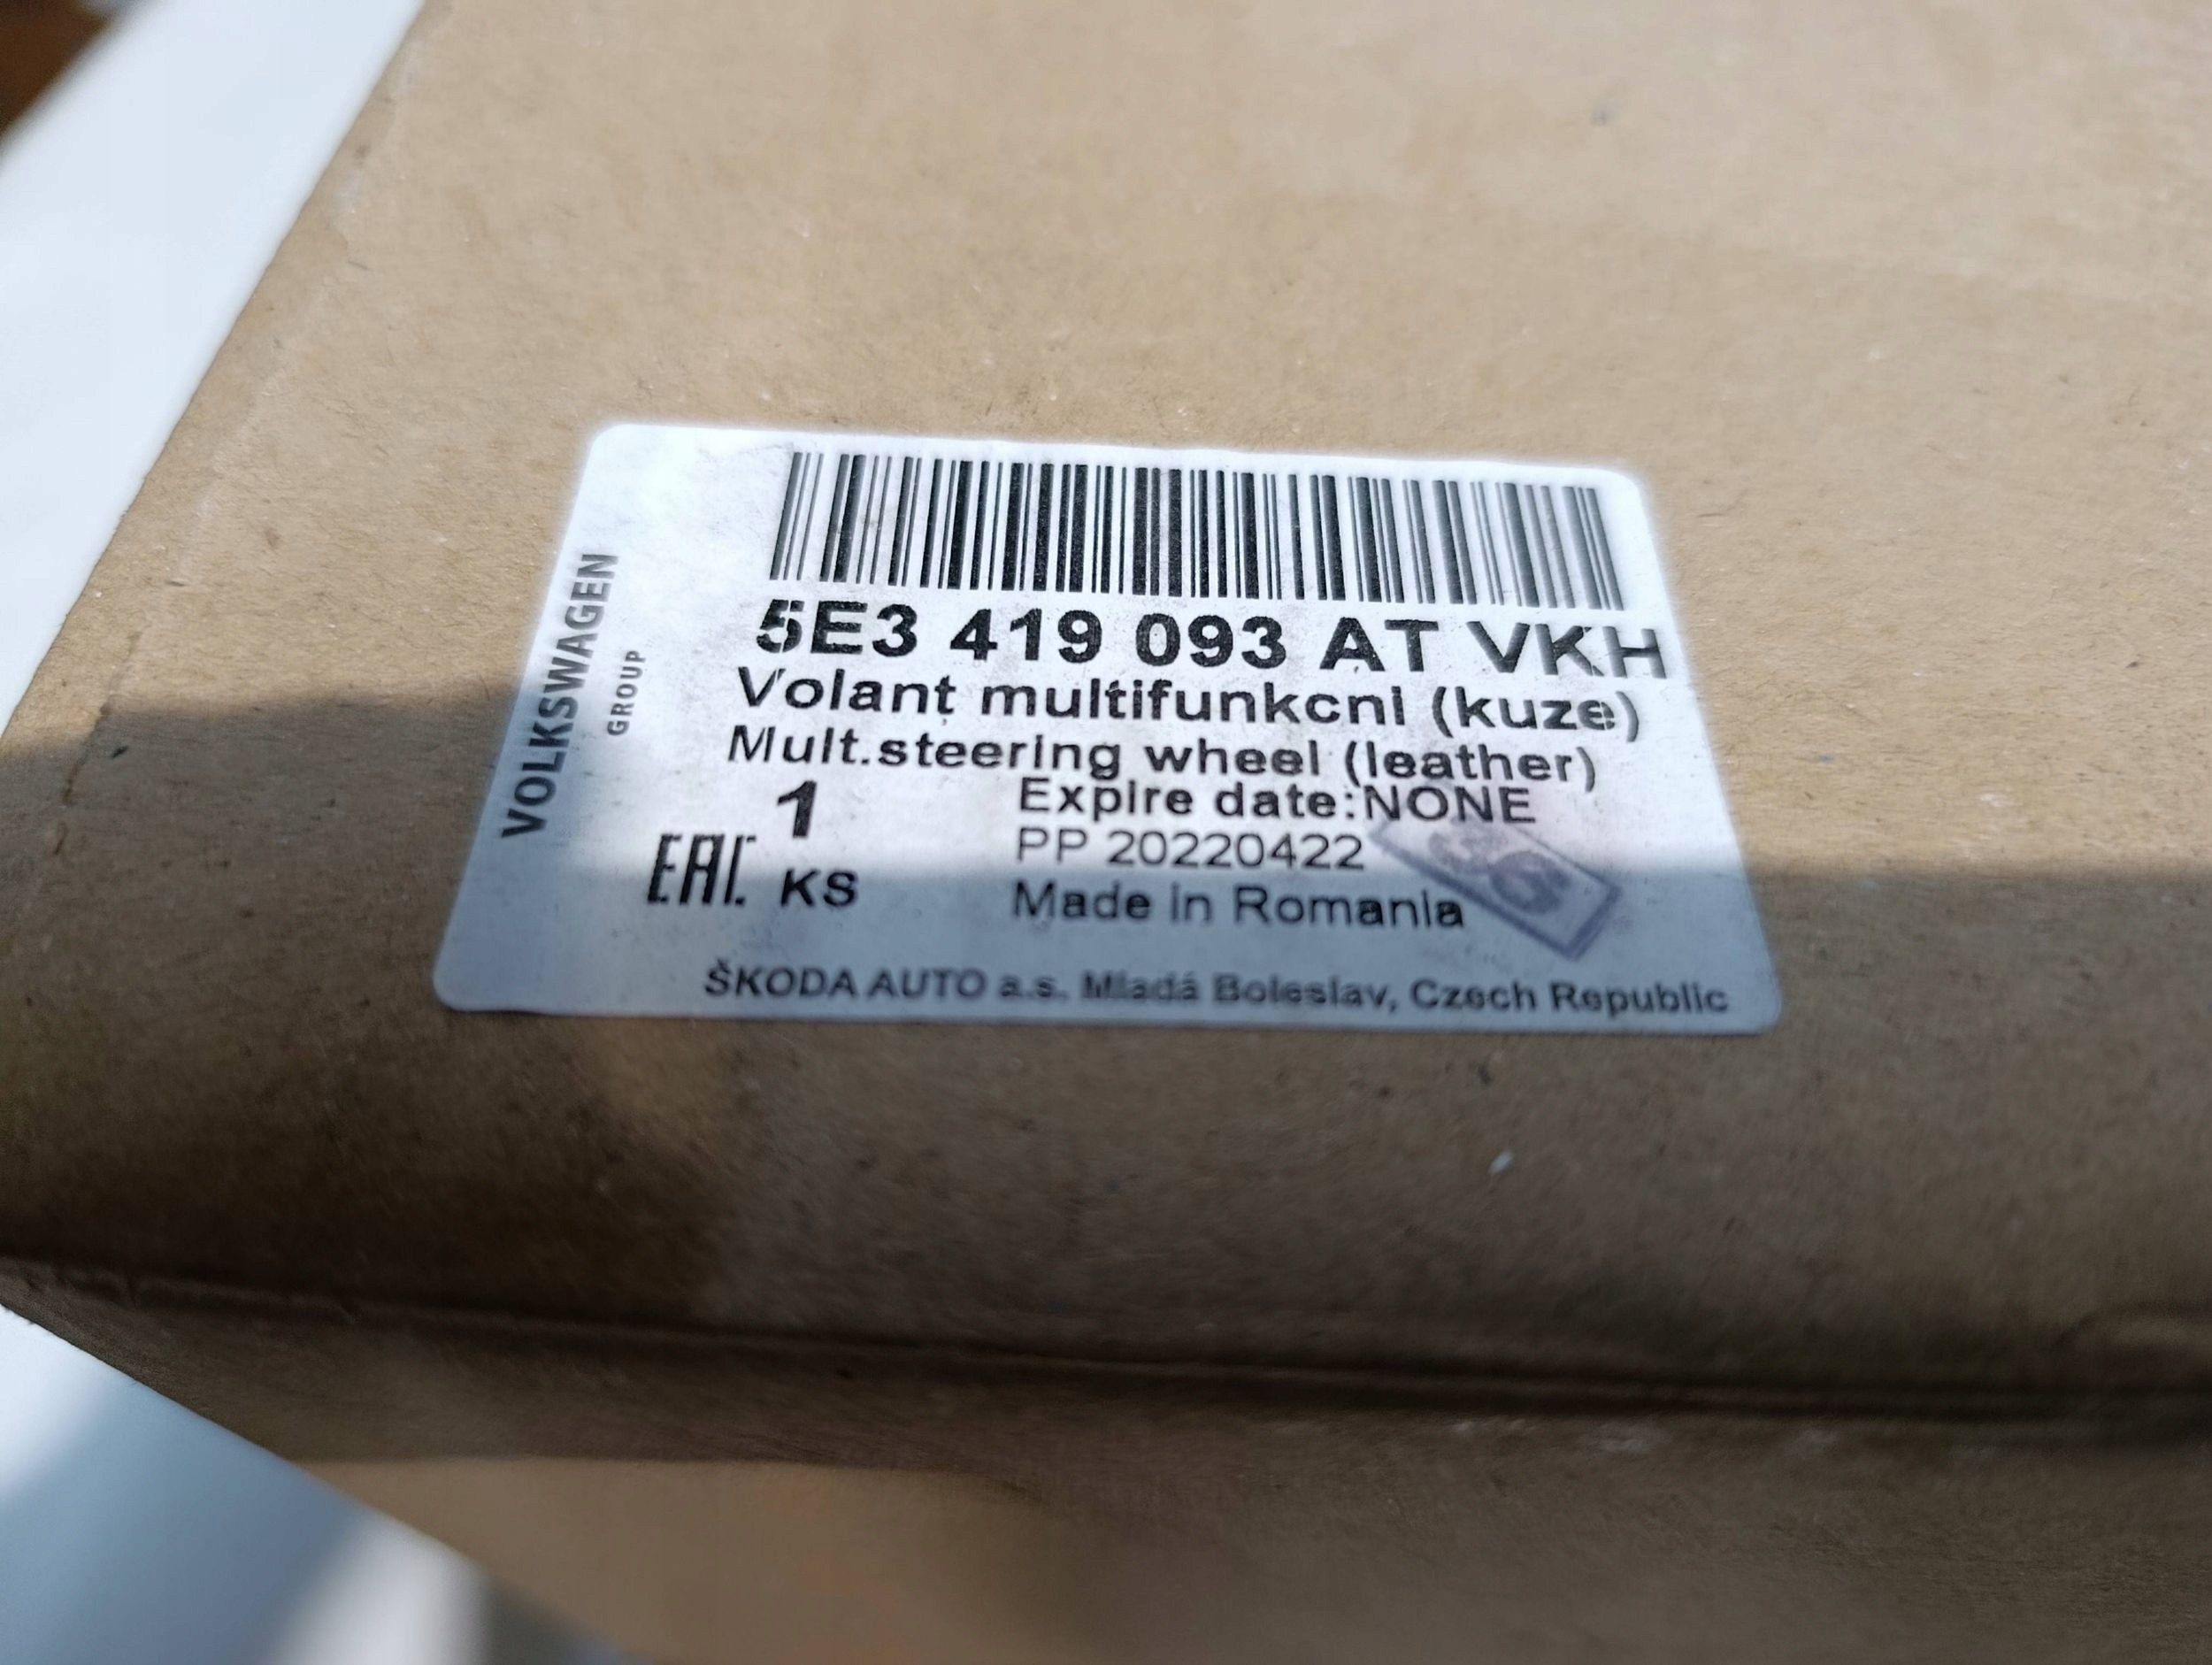 VOLKSWAGEN
GROUP
5E3 419 093 AT VKH
Volant multifunkcni (kuze)
Mult.steering wheel (leather)
1
Expire date:NONE
PP 20220422
EAC KS
Made in Romania
ŠKODA AUTO a.s. Mladá Boleslav, Czech Republic